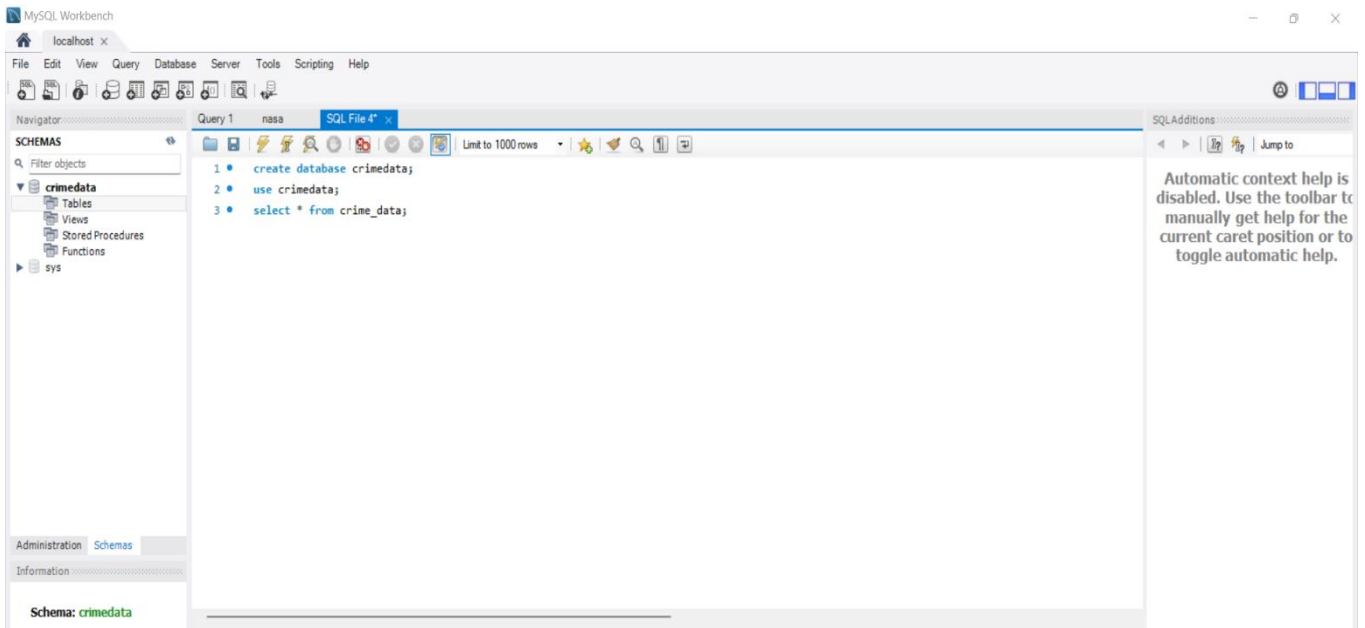 MySQL Workbench
localhost ×
File Edit View Query Database Server Tools Scripting Help
Navigator
SCHEMAS
Filter objects
crimedata
Tables
Views
Stored Procedures
Functions
sys
Administration Schemas
Information
Schema: crimedata
Query 1 nasa SQL File 4* ×
Limit to 1000 rows
1 create database crimedata;
2 use crimedata;
3 select * from crime_data;
SQLAdditions
Jump to
Automatic context help is
disabled. Use the toolbar to
manually get help for the
current caret position or to
toggle automatic help.